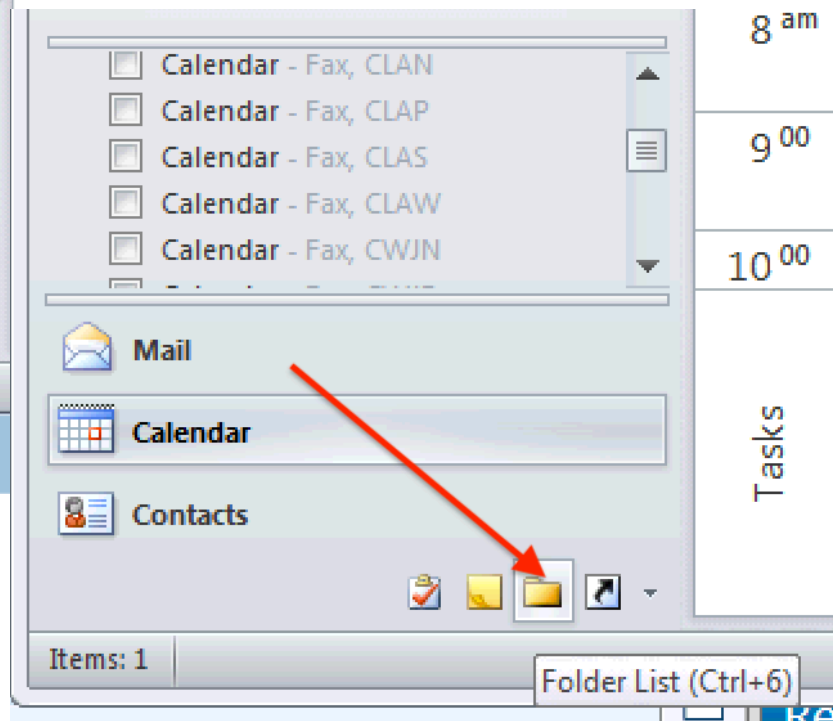 Calendar - Fax, CLAN
Calendar - Fax, CLAP
Calendar - Fax, CLAS
Calendar - Fax, CLAW
Calendar - Fax, CWJN
Mail
Calendar
Contacts
Items: 1
Folder List (Ctrl+6)
8 am
9 00
10 00
Tasks